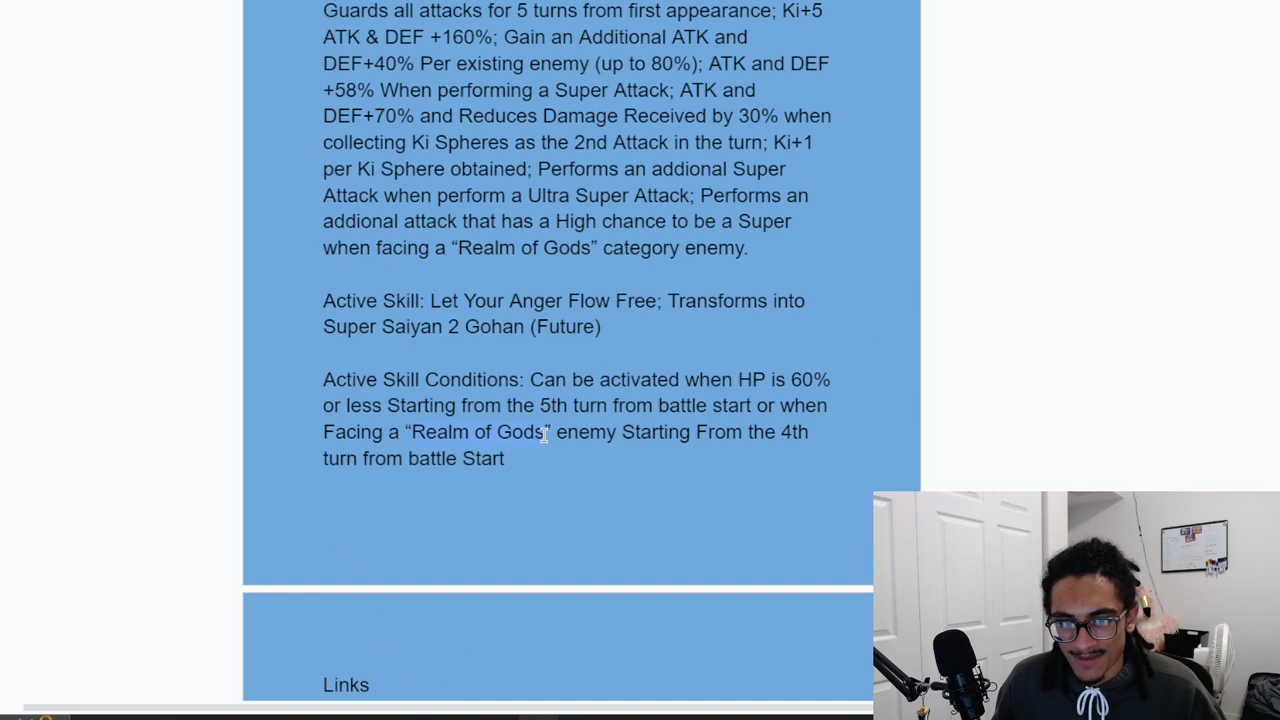 Guards all attacks for 5 turns from first appearance; Ki+5
ATK & DEF +160%; Gain an Additional ATK and
DEF+40% Per existing enemy (up to 80%); ATK and DEF
+58% When performing a Super Attack; ATK and
DEF+70% and Reduces Damage Received by 30% when
collecting Ki Spheres as the 2nd Attack in the turn; Ki+1
per Ki Sphere obtained; Performs an addional Super
Attack when perform a Ultra Super Attack; Performs an
addional attack that has a High chance to be a Super
when facing a “Realm of Gods” category enemy.
Active Skill: Let Your Anger Flow Free; Transforms into
Super Saiyan 2 Gohan (Future)
Active Skill Conditions: Can be activated when HP is 60%
or less Starting from the 5th turn from battle start or when
Facing a “Realm of Gods” enemy Starting From the 4th
turn from battle Start
Links